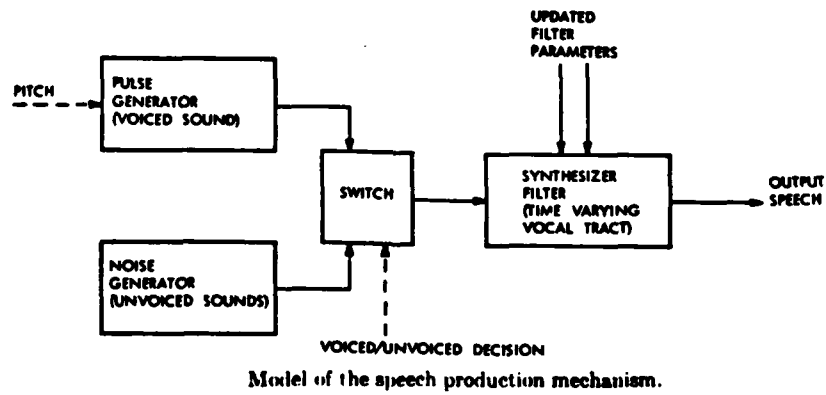 UPDATED
FILTER
PARAMETERS
PITCH
PULSE
GENERATOR
(VOICED SOUND)
SWITCH
SYNTHESIZER
FILTER
(TIME VARYING
VOCAL TRACT)
OUTPUT
SPEECH
NOISE
GENERATOR
(UNVOICED SOUNDS)
VOICED/UNVOICED DECISION
Model of the speech production mechanism.